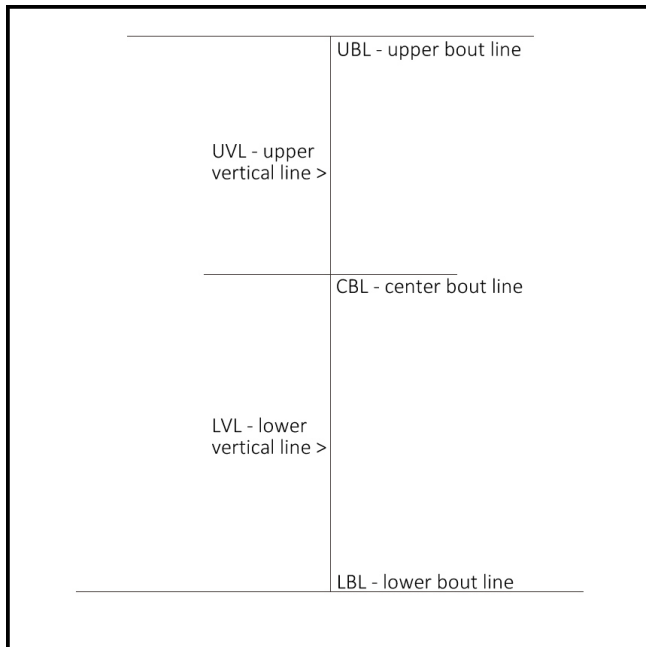 UBL - upper bout line
UVL - upper
vertical line >
CBL - center bout line
LVL - lower
vertical line >
LBL - lower bout line